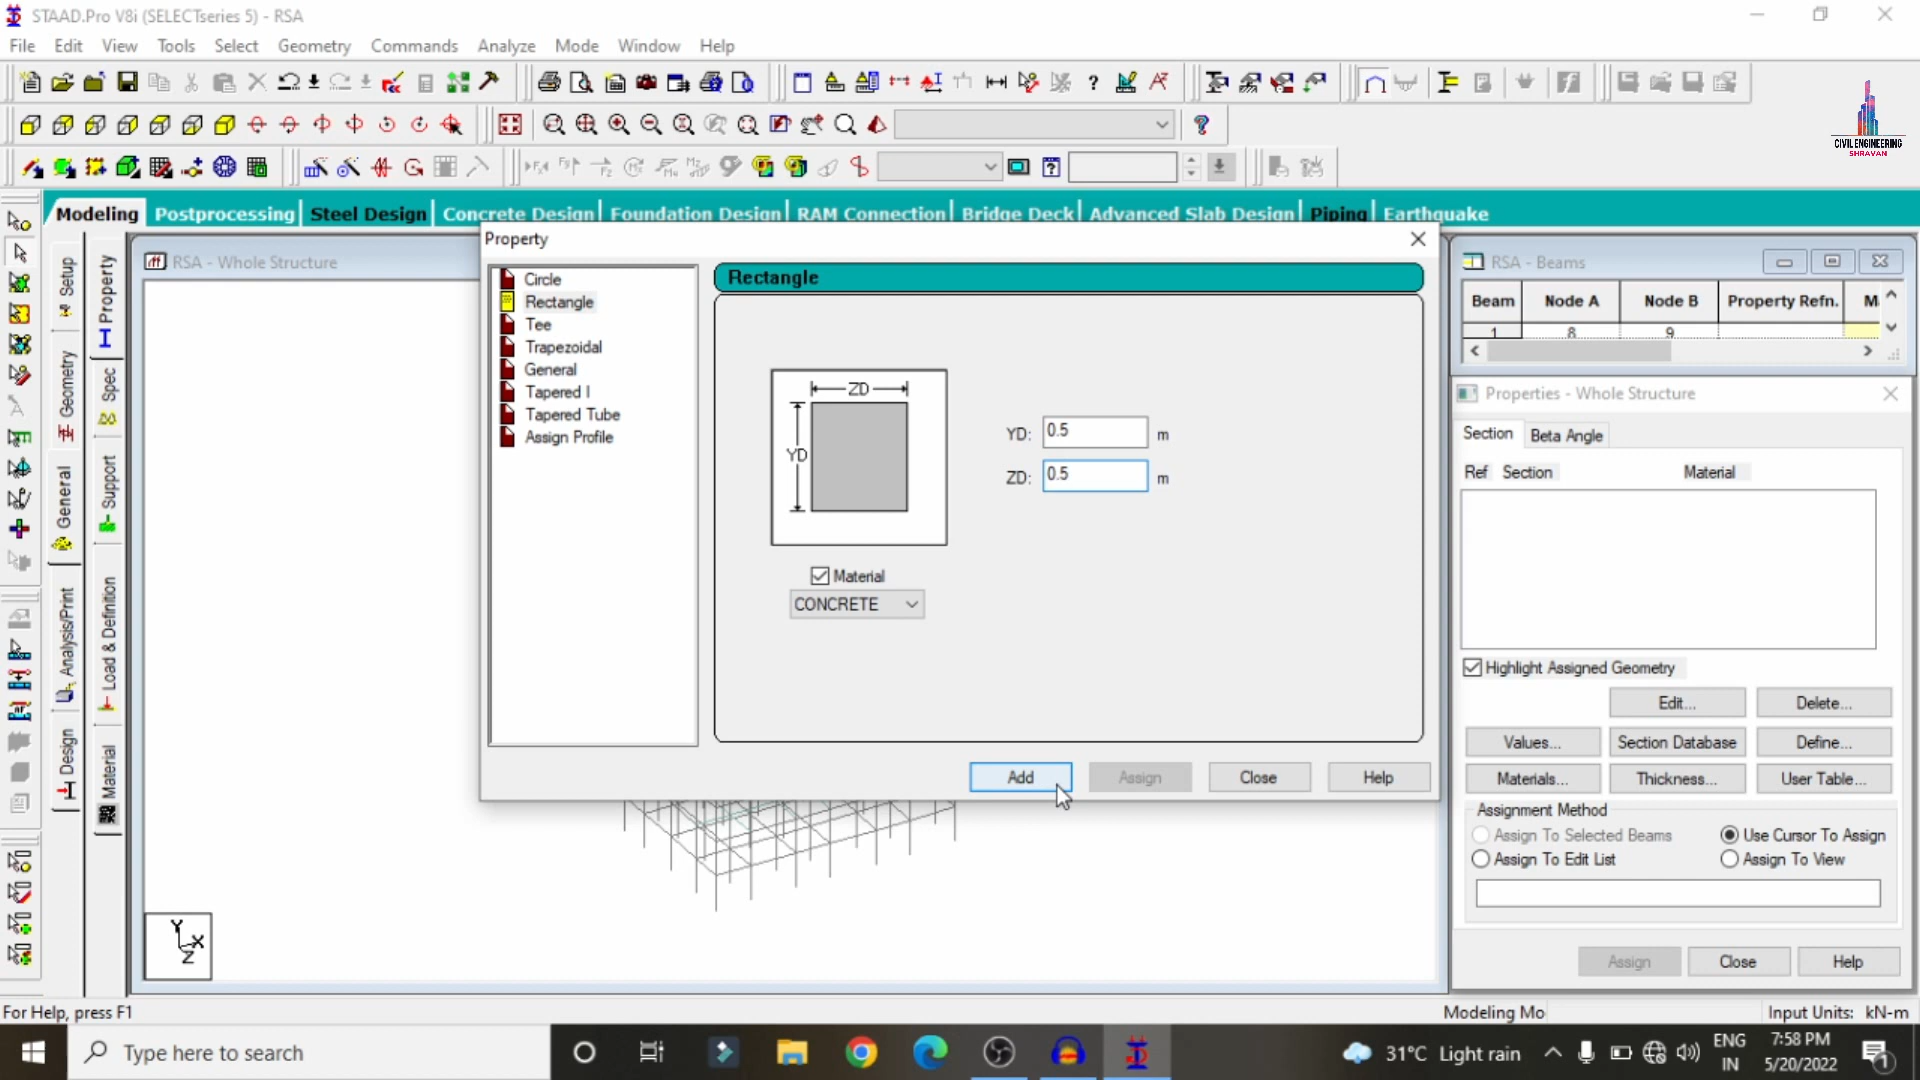 STAAD.Pro V8i (SELECTseries 5) - RSA
File Edit View Tools Select Geometry Commands Analyze Mode Window Help
CIVIL ENGINEERING
SHRAVAN
Modeling Postprocessing Steel Design Concrete Design Foundation Design RAM Connection Bridge Deck Advanced Slab Design Piping Earthquake
Setup
Geometry
General
Analysis/Print
Design
Property
Spec
Support
Load & Definition
Material
RSA - Whole Structure
Property
Circle
Rectangle
Tee
Trapezoidal
General
Tapered I
Tapered Tube
Assign Profile
Rectangle
ZD
YD
YD: 0.5 m
ZD: 0.5 m
Material
CONCRETE
Add Assign Close Help
Y
X
Z
RSA - Beams
Beam Node A Node B Property Refn. M
1 8 9
Properties - Whole Structure
Section Beta Angle
Ref Section Material
Highlight Assigned Geometry
Edit... Delete...
Values... Section Database Define...
Materials... Thickness... User Table...
Assignment Method
Assign To Selected Beams Use Cursor To Assign
Assign To Edit List Assign To View
Assign Close Help
For Help, press F1
Modeling Mo
Input Units: kN-m
Type here to search
31°C Light rain
ENG
IN
7:58 PM
5/20/2022
1